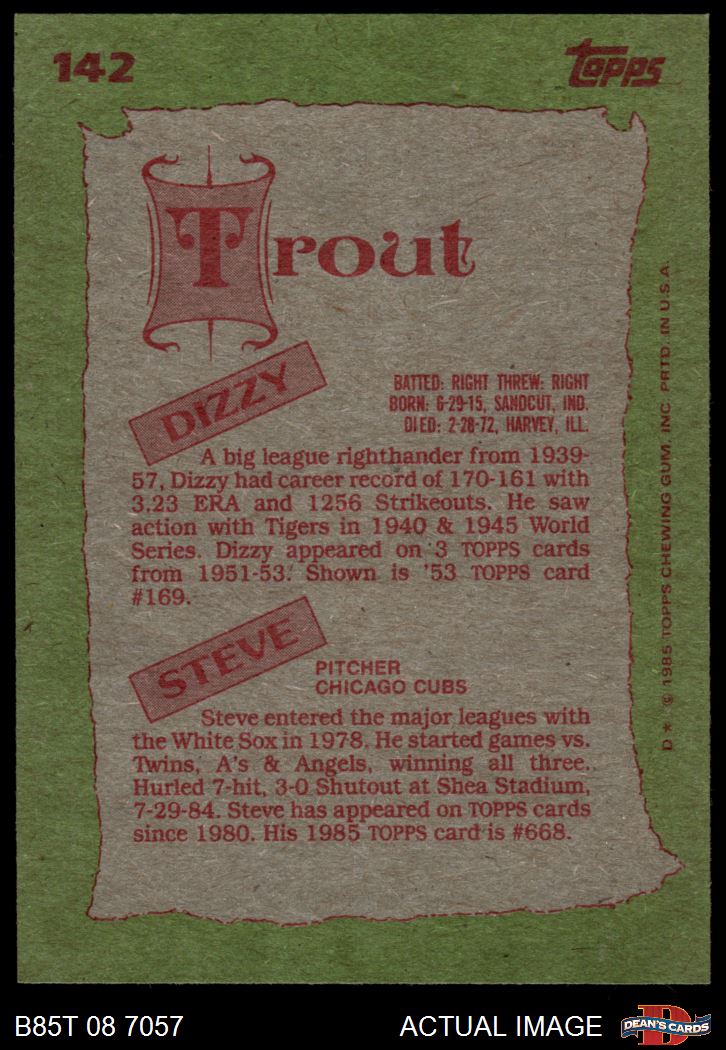 142
TOPPS
Trout
DIZZY
BATTED: RIGHT THREW: RIGHT
BORN: 6-29-15, SANDCUT, IND.
DIED: 2-28-72, HARVEY, ILL.
A big league righthander from 1939-
57, Dizzy had career record of 170-161 with
3.23 ERA and 1256 Strikeouts. He saw
action with Tigers in 1940 & 1945 World
Series. Dizzy appeared on 3 TOPPS cards
from 1951-53. Shown is '53 TOPPS card
#169.
STEVE
PITCHER
CHICAGO CUBS
Steve entered the major leagues with
the White Sox in 1978. He started games vs.
Twins, A's & Angels, winning all three.
Hurled 7-hit, 3-0 Shutout at Shea Stadium,
7-29-84. Steve has appeared on TOPPS cards
since 1980. His 1985 TOPPS card is #668.
D* © 1985 TOPPS CHEWING GUM, INC. PRTD. IN U.S.A.
B85T 08 7057
ACTUAL IMAGE
D
DEAN'S CARDS